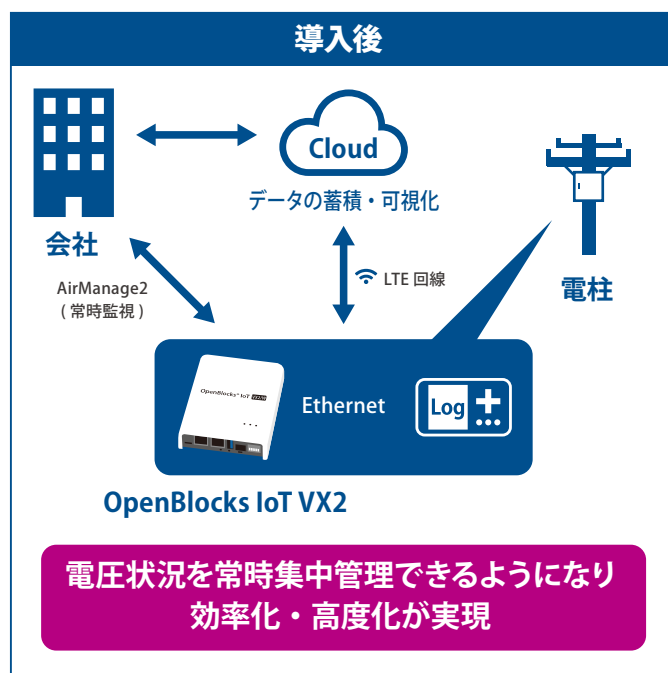 導入後
Cloud
データの蓄積・可視化
会社
電柱
AirManage2
( 常時監視 )
LTE 回線
OpenBlocks® IoT VX2
Ethernet
Log
OpenBlocks IoT VX2
電圧状況を常時集中管理できるようになり
効率化・高度化が実現